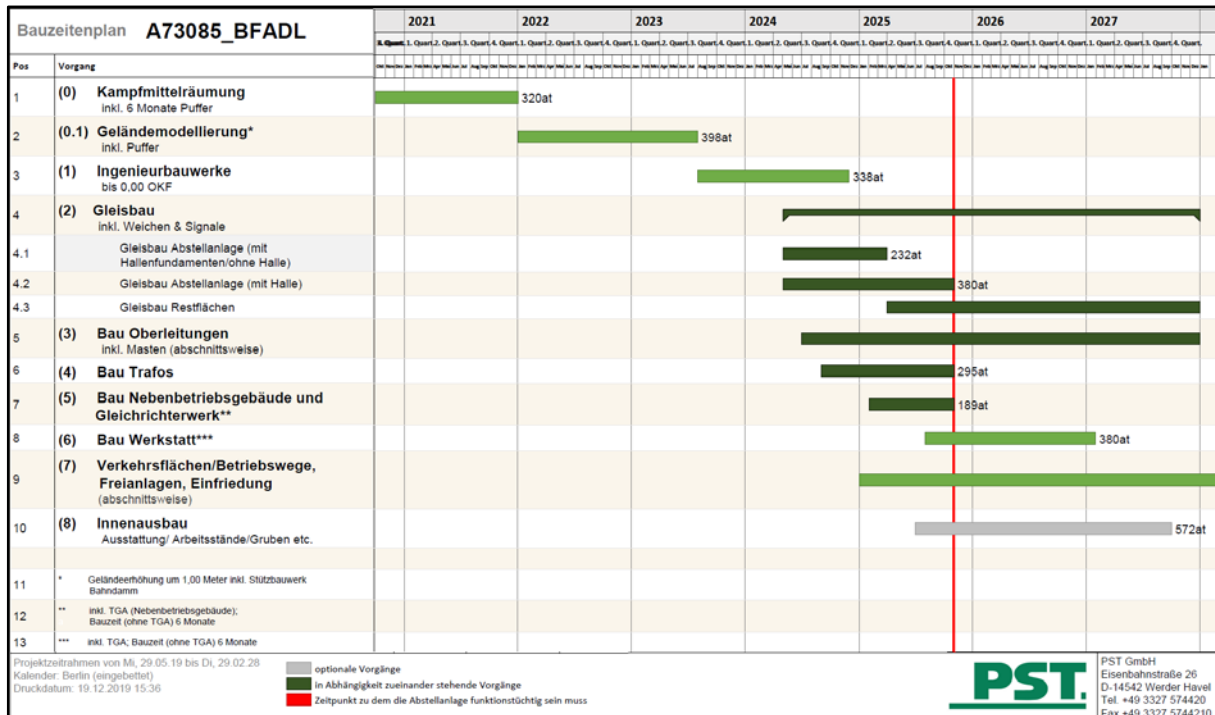 Bauzeitenplan A73085_BFADL
2021 2022 2023 2024 2025 2026 2027
Pos Vorgang
1 (0) Kampfmittelräumung
inkl. 6 Monate Puffer
320at
2 (0.1) Geländemodellierung*
inkl. Puffer
398at
3 (1) Ingenieurbauwerke
bis 0,00 OKF
338at
4 (2) Gleisbau
inkl. Weichen & Signale
4.1 Gleisbau Abstellanlage (mit
Hallenfundamenten/ohne Halle)
232at
4.2 Gleisbau Abstellanlage (mit Halle)
380at
4.3 Gleisbau Restflächen
5 (3) Bau Oberleitungen
inkl. Masten (abschnittsweise)
6 (4) Bau Trafos
295at
7 (5) Bau Nebenbetriebsgebäude und
Gleichrichterwerk**
189at
8 (6) Bau Werkstatt***
380at
9 (7) Verkehrsflächen/Betriebswege,
Freianlagen, Einfriedung
(abschnittsweise)
10 (8) Innenausbau
Ausstattung/ Arbeitsstände/Gruben etc.
572at
11 * Geländeerhöhung um 1,00 Meter inkl. Stützbauwerk
Bahndamm
12 ** inkl. TGA (Nebenbetriebsgebäude);
Bauzeit (ohne TGA) 6 Monate
13 *** inkl. TGA; Bauzeit (ohne TGA) 6 Monate
Projektzeitrahmen von Mi, 29.05.19 bis Di, 29.02.28
Kalender: Berlin (eingebettet)
Druckdatum: 19.12.2019 15:36
optionale Vorgänge
in Abhängigkeit zueinander stehende Vorgänge
Zeitpunkt zu dem die Abstellanlage funktionstüchtig sein muss
PST.
PST GmbH
Eisenbahnstraße 26
D-14542 Werder Havel
Tel. +49 3327 574420
Fax +49 3327 5744210